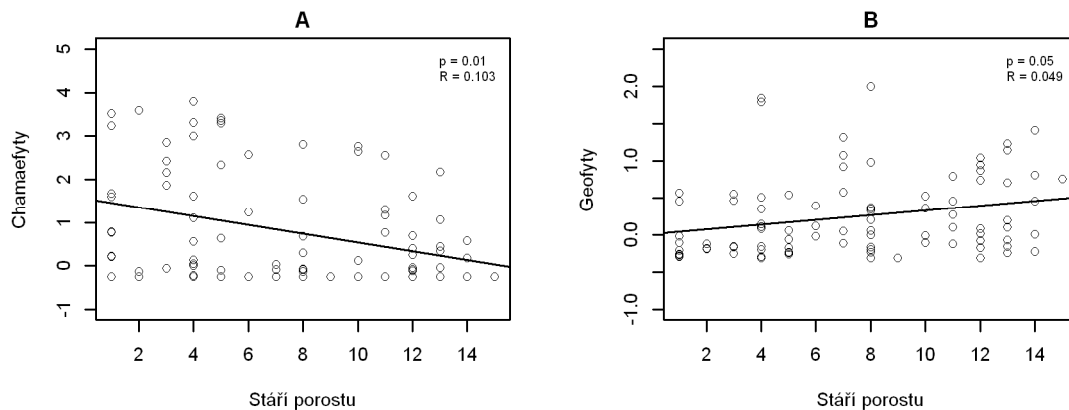 A
p = 0.01
R = 0.103
5
4
3
2
1
0
-1
Chamaefyty
2 4 6 8 10 12 14
Stáří porostu
B
p = 0.05
R = 0.049
2.0
1.0
0.0
-1.0
Geofyty
2 4 6 8 10 12 14
Stáří porostu